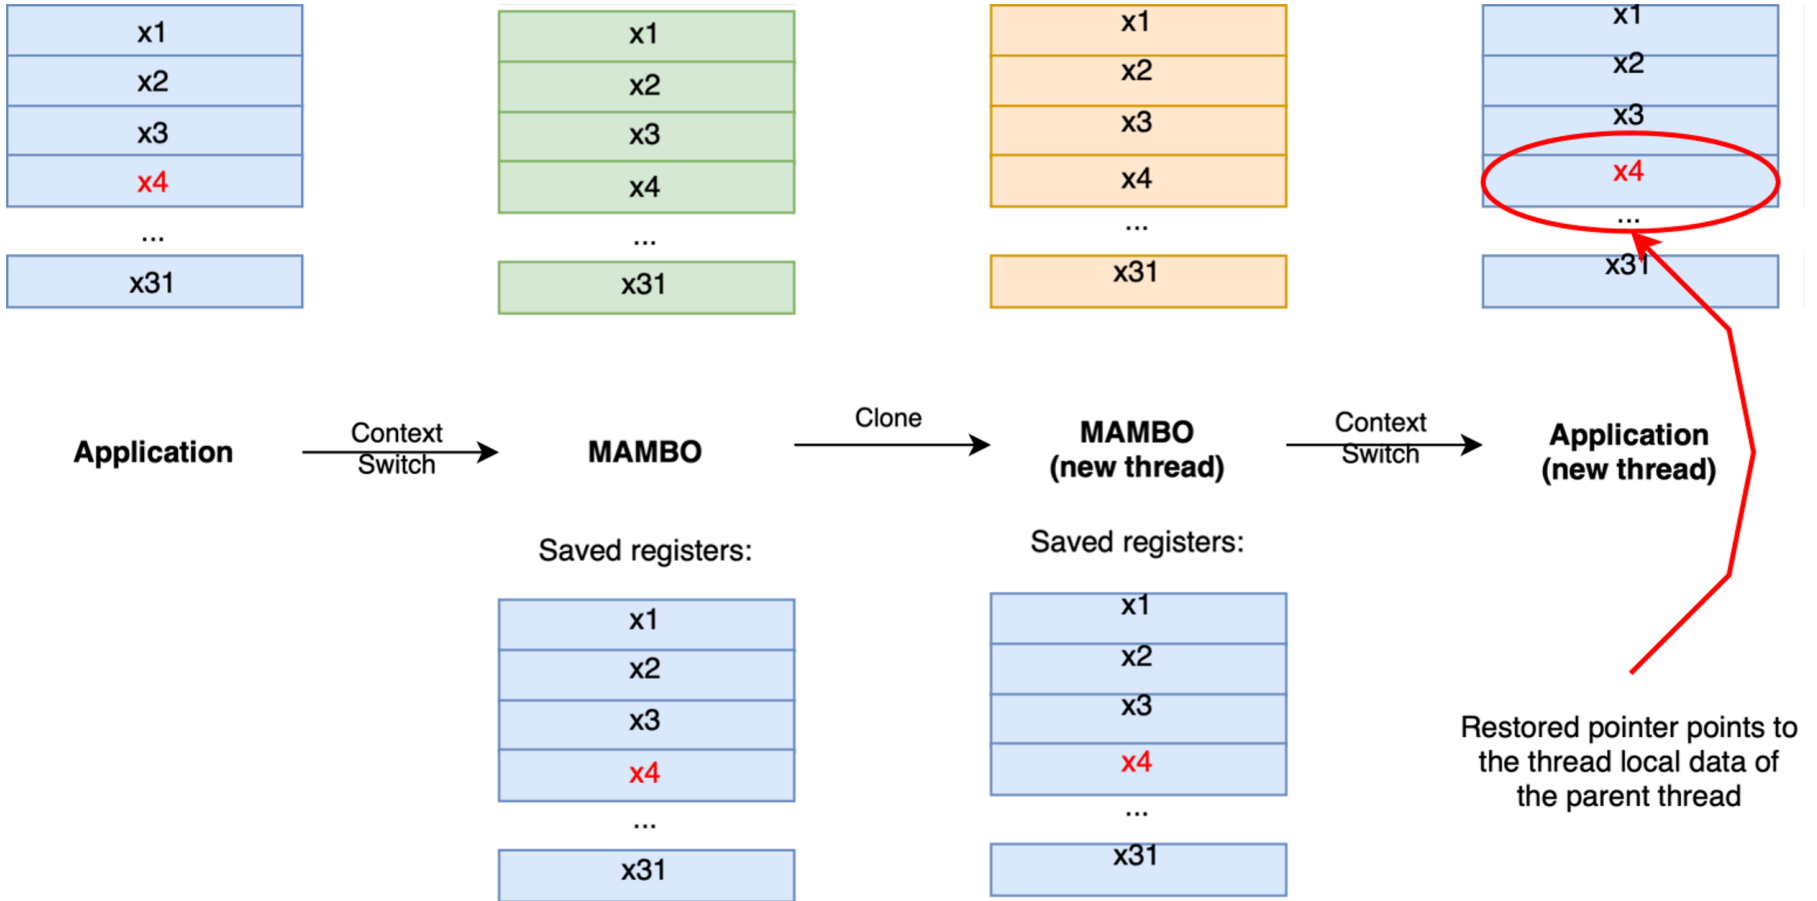 x1
x2
x3
x4
...
x31
x1
x2
x3
x4
...
x31
x1
x2
x3
x4
...
x31
x1
x2
x3
x4
...
x31
Application
Context
Switch
MAMBO
Clone
MAMBO
(new thread)
Context
Switch
Application
(new thread)
Saved registers:
x1
x2
x3
x4
...
x31
Saved registers:
x1
x2
x3
x4
...
x31
Restored pointer points to
the thread local data of
the parent thread